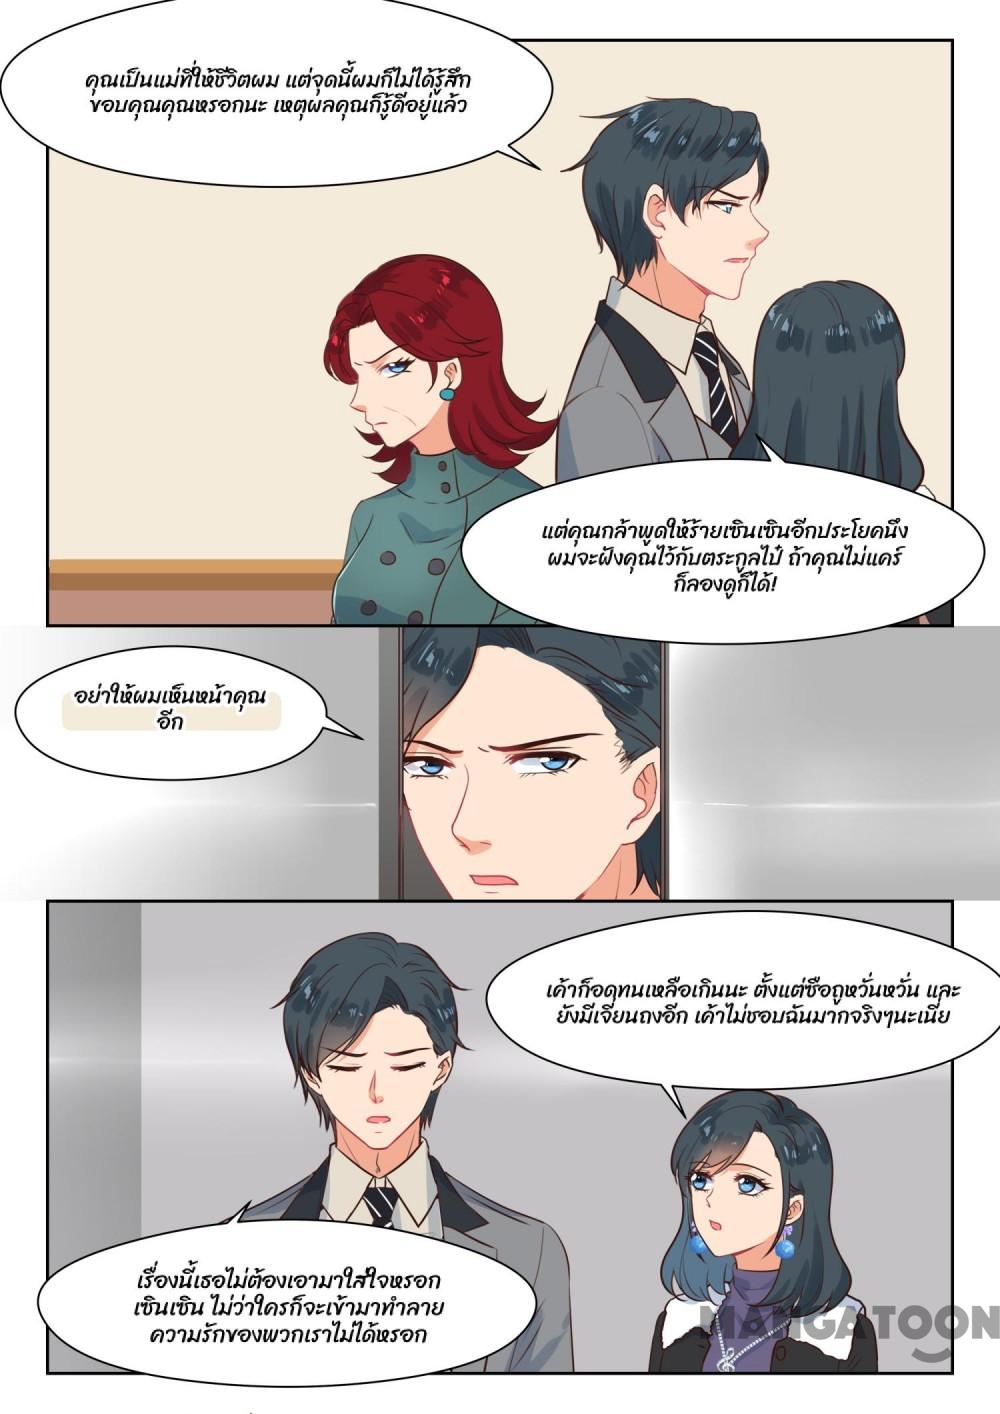 คุณเป็นแม่ที่ให้ชีวิตผม แต่จุดนี้ผมก็ไม่ได้รู้สึก
ขอบคุณคุณหรอกนะ เหตุผลคุณก็รู้ดีอยู่แล้ว
แต่คุณกล้าพูดให้ร้ายเซินเซินอีกประโยคนึง
ผมจะฝังคุณไว้กับตระกูลไป๋ ถ้าคุณไม่แคร์
ก็ลองดูก็ได้!
อย่าให้ผมเห็นหน้าคุณ
อีก
เค้าก็อดทนเหลือเกินนะ ตั้งแต่ซือถูหวั่นหวั่น และ
ยังมีเจี่ยนถงอีก เค้าไม่ชอบฉันมากจริงๆนะเนี่ย
เรื่องนี้เธอไม่ต้องเอามาใส่ใจหรอก
เซินเซิน ไม่ว่าใครก็จะเข้ามาทำลาย
ความรักของพวกเราไม่ได้หรอก
MANGATOON